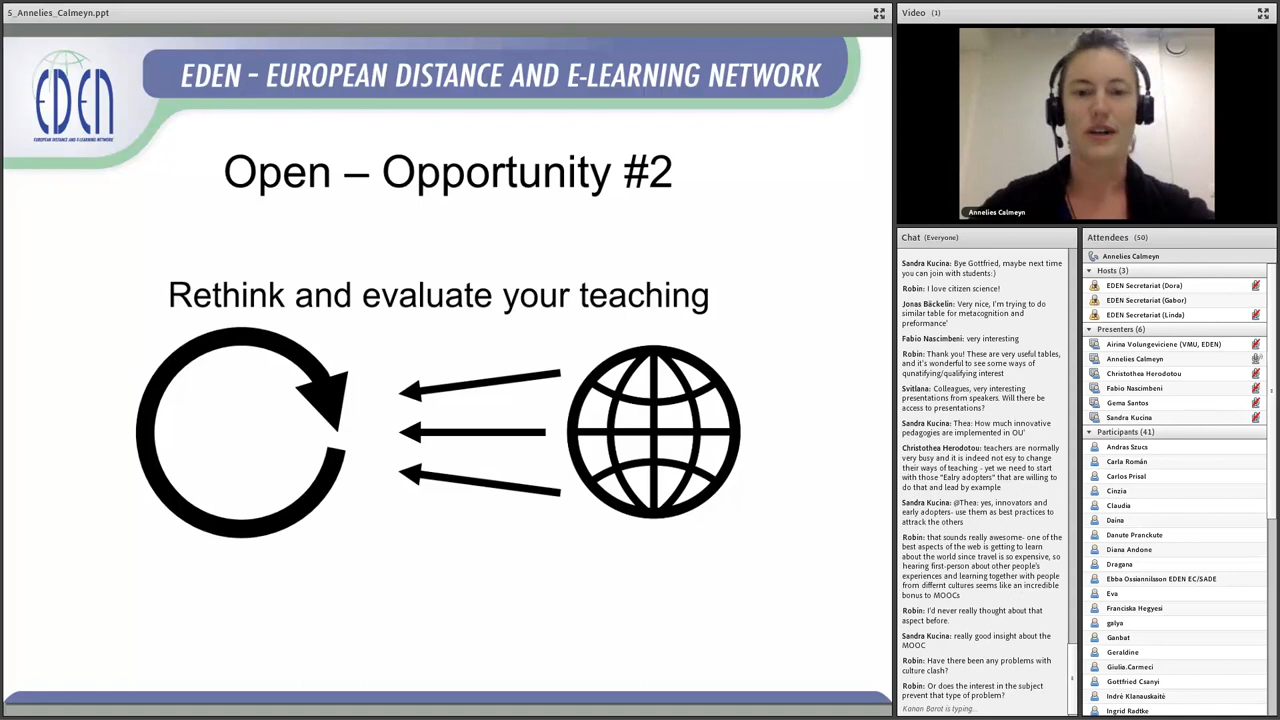 5_Annelies_Calmeyn.ppt
EDEN
EUROPEAN DISTANCE AND E-LEARNING NETWORK
EDEN - EUROPEAN DISTANCE AND E-LEARNING NETWORK
Open – Opportunity #2
Rethink and evaluate your teaching
Video (1)
Annelies Calmeyn
Chat (Everyone)
Sandra Kucina: Bye Gottfried, maybe next time
you can join with students:)
Robin: I love citizen science!
Jonas Bäckelin: Very nice, I'm trying to do
similar table for metacognition and
preformance'
Fabio Nascimbeni: very interesting
Robin: Thank you! These are very useful tables,
and it's wonderful to see some ways of
qunatifying/qualifying interest
Svitlana: Colleagues, very interesting
presentations from speakers. Will there be
access to presentations?
Sandra Kucina: Thea: How much innovative
pedagogies are implemented in OU'
Christothea Herodotou: teachers are normally
very busy and it is indeed not esy to change
their ways of teaching - yet we need to start
with those "Ealry adopters" that are willing to
do that and lead by example
Sandra Kucina: @Thea: yes, innovators and
early adopters- use them as best practices to
attrack the others
Robin: that sounds really awesome- one of the
best aspects of the web is getting to learn
about the world since travel is so expensive, so
hearing first-person about other people's
experiences and learning together with people
from differnt cultures seems like an incredible
bonus to MOOCs
Robin: I'd never really thought about that
aspect before.
Sandra Kucina: really good insight about the
MOOC
Robin: Have there been any problems with
culture clash?
Robin: Or does the interest in the subject
prevent that type of problem?
Kanan Barot is typing...
Attendees (50)
Annelies Calmeyn
Hosts (3)
EDEN Secretariat (Dora)
EDEN Secretariat (Gabor)
EDEN Secretariat (Linda)
Presenters (6)
Airina Volungeviciene (VMU, EDEN)
Annelies Calmeyn
Christothea Herodotou
Fabio Nascimbeni
Gema Santos
Sandra Kucina
Participants (41)
Andras Szucs
Carla Román
Carlos Prisal
Cinzia
Claudia
Daina
Danute Pranckute
Diana Andone
Dragana
Ebba Ossiannilsson EDEN EC/SADE
Eva
Franciska Hegyesi
galya
Ganbat
Geraldine
Giulia.Carmeci
Gottfried Csanyi
Indrė Klanauskaitė
Ingrid Radtke